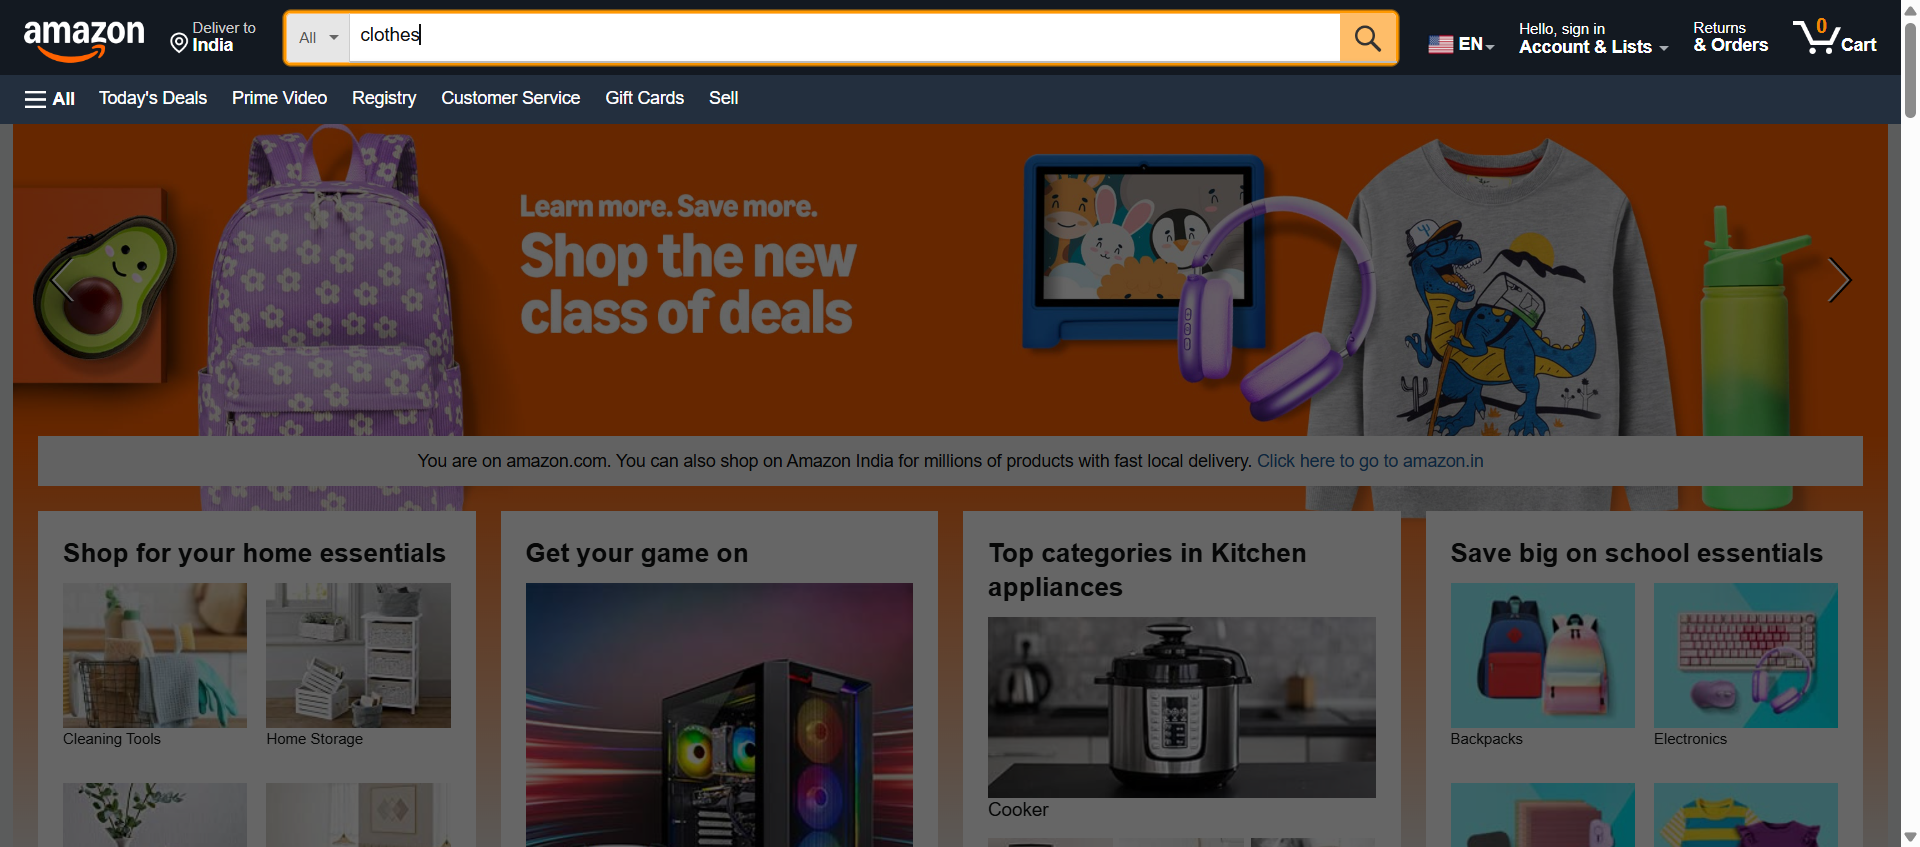 amazon
Deliver to
India
All
clothes
EN
Hello, sign in
Account & Lists
Returns
& Orders
0
Cart
All
Today's Deals
Prime Video
Registry
Customer Service
Gift Cards
Sell
Learn more. Save more.
Shop the new
class of deals
You are on amazon.com. You can also shop on Amazon India for millions of products with fast local delivery. Click here to go to amazon.in
Shop for your home essentials
Cleaning Tools
Home Storage
Get your game on
Top categories in Kitchen
appliances
Cooker
Save big on school essentials
Backpacks
Electronics